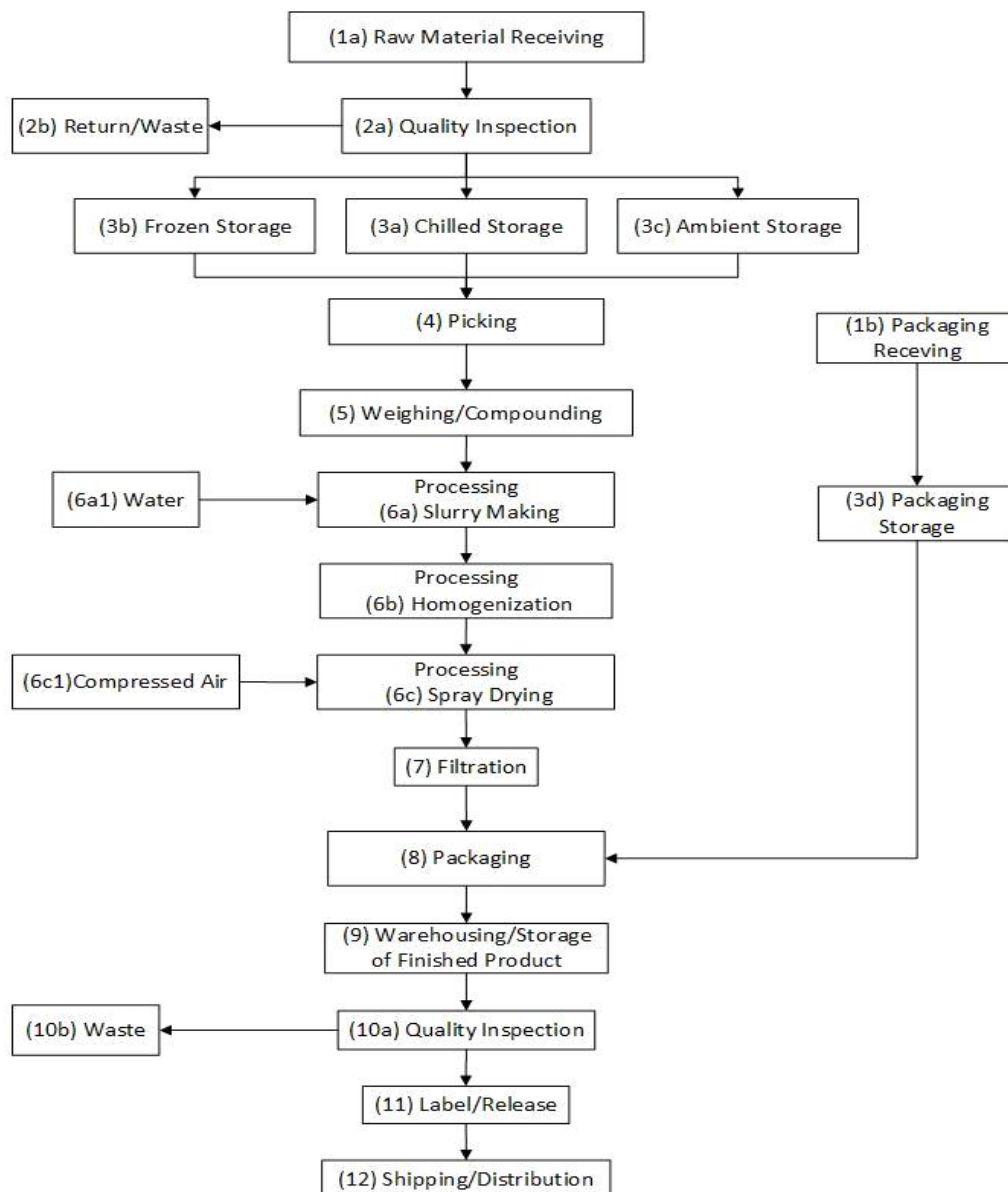 (1a) Raw Material Receiving
(2b) Return/Waste
(2a) Quality Inspection
(3b) Frozen Storage
(3a) Chilled Storage
(3c) Ambient Storage
(4) Picking
(1b) Packaging
Receving
(5) Weighing/Compounding
(6a1) Water
Processing
(6a) Slurry Making
(3d) Packaging
Storage
Processing
(6b) Homogenization
(6c1)Compressed Air
Processing
(6c) Spray Drying
(7) Filtration
(8) Packaging
(9) Warehousing/Storage
of Finished Product
(10b) Waste
(10a) Quality Inspection
(11) Label/Release
(12) Shipping/Distribution